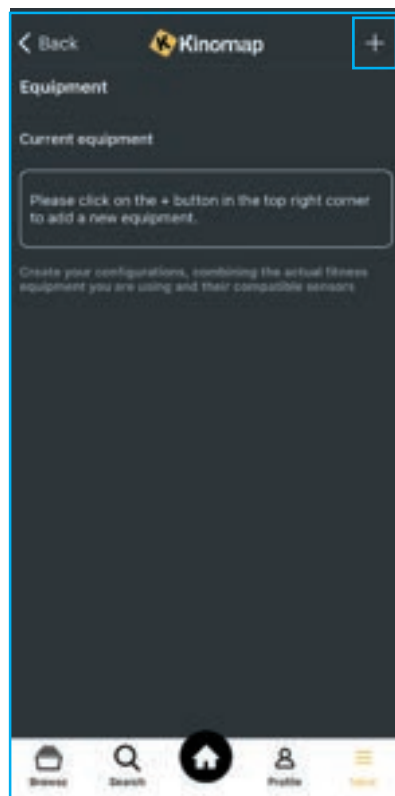 Back
Kinomap
+
Equipment
Current equipment
Please click on the + button in the top right corner
to add a new equipment.
Create your configurations, combining the actual fitness
equipment you are using and their compatible sensors
Browse
Search
Profile